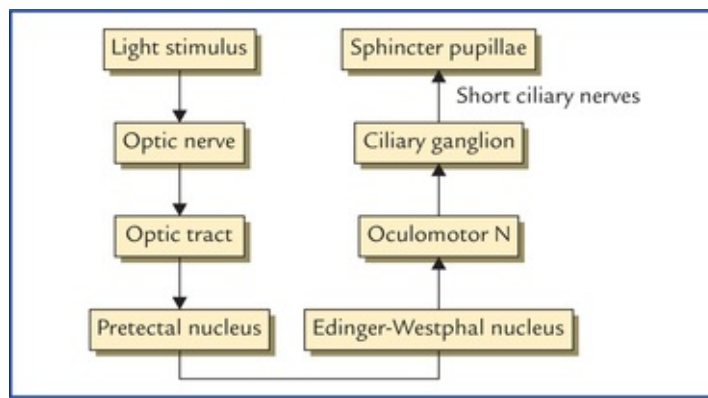 Light stimulus
Optic nerve
Optic tract
Pretectal nucleus
Edinger-Westphal nucleus
Oculomotor N
Ciliary ganglion
Short ciliary nerves
Sphincter pupillae